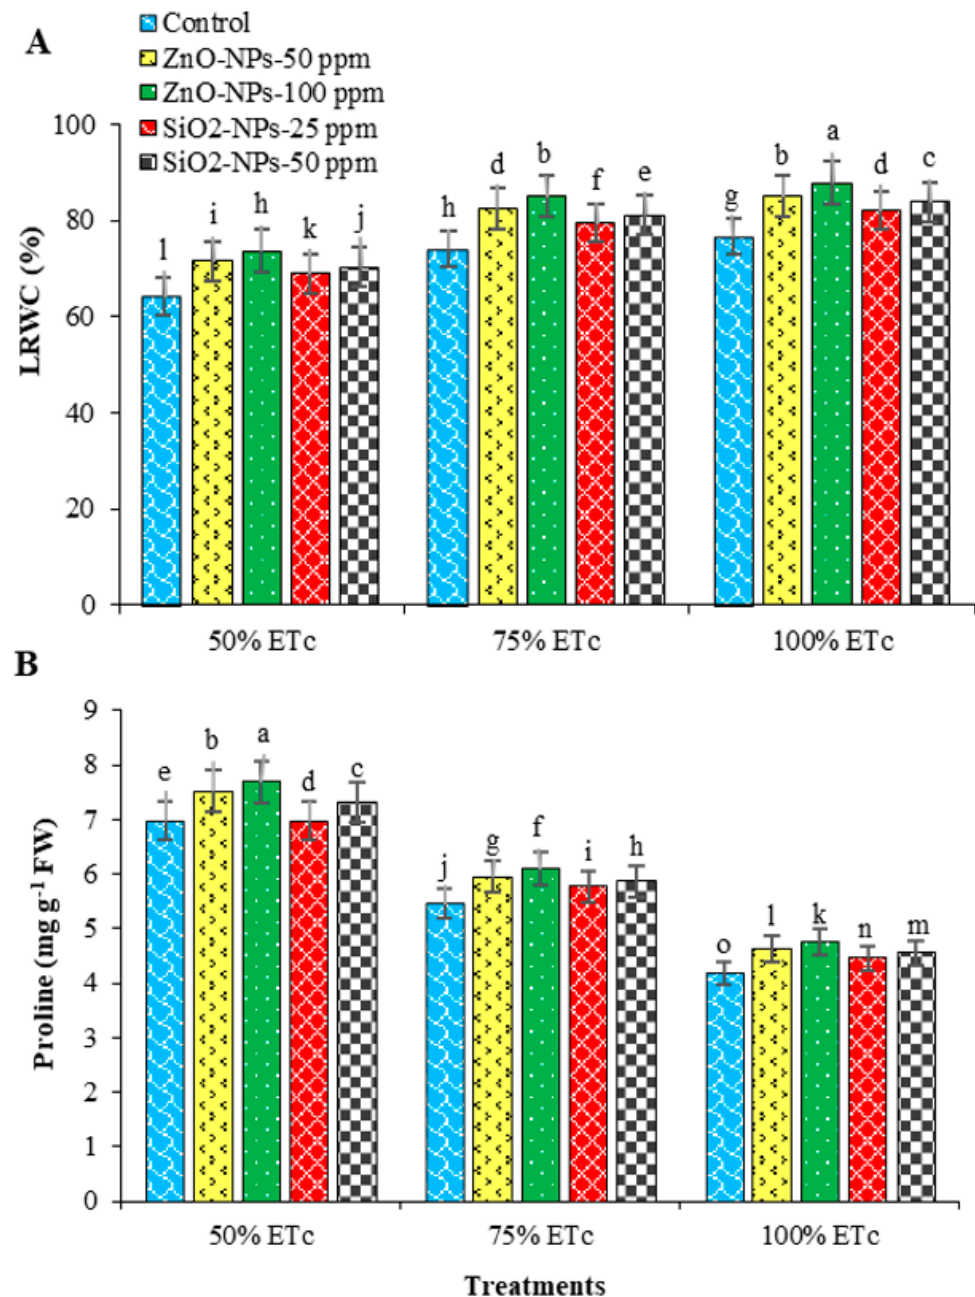 A
Control
ZnO-NPs-50 ppm
ZnO-NPs-100 ppm
SiO2-NPs-25 ppm
SiO2-NPs-50 ppm
LRWC (%)
100
80
60
40
20
0
l i h k j
h d b f e
g b a d c
50% ETc 75% ETc 100% ETc
B
Proline (mg g⁻¹ FW)
9
8
7
6
5
4
3
2
1
0
e b a d c
j g f i h
o l k n m
50% ETc 75% ETc 100% ETc
Treatments